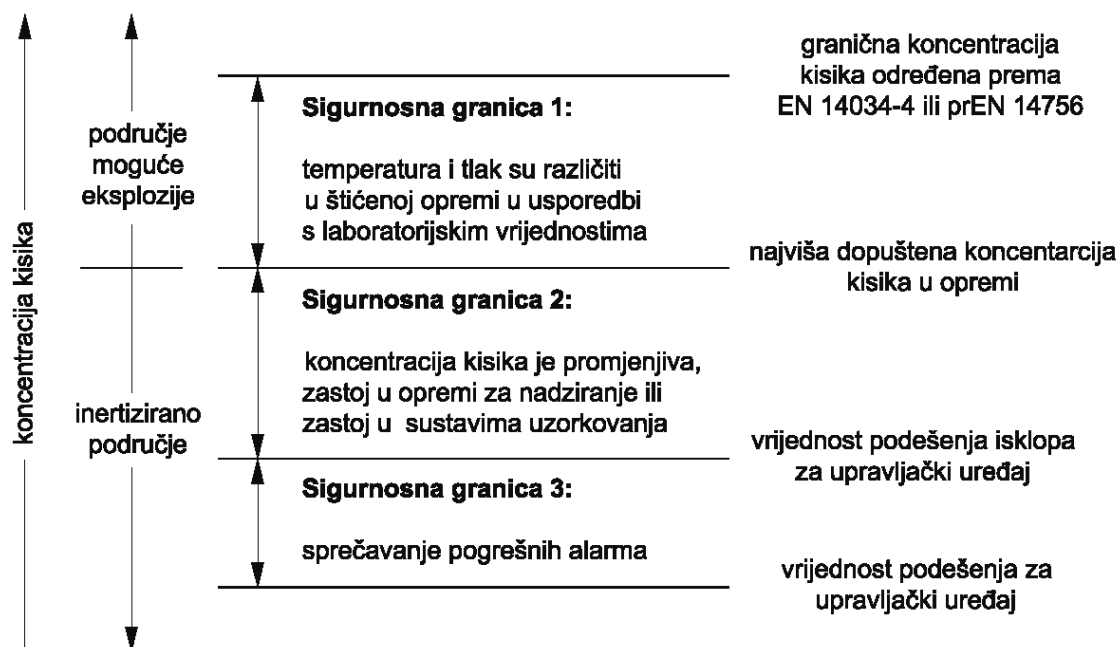 koncentracija kisika
područje
moguće
eksplozije
inertizirano
područje
Sigurnosna granica 1:
temperatura i tlak su različiti
u štićenoj opremi u usporedbi
s laboratorijskim vrijednostima
Sigurnosna granica 2:
koncentracija kisika je promjenjiva,
zastoj u opremi za nadziranje ili
zastoj u sustavima uzorkovanja
Sigurnosna granica 3:
sprečavanje pogrešnih alarma
granična koncentracija
kisika određena prema
EN 14034-4 ili prEN 14756
najviša dopuštena koncentarcija
kisika u opremi
vrijednost podešenja isklopa
za upravljački uređaj
vrijednost podešenja za
upravljački uređaj